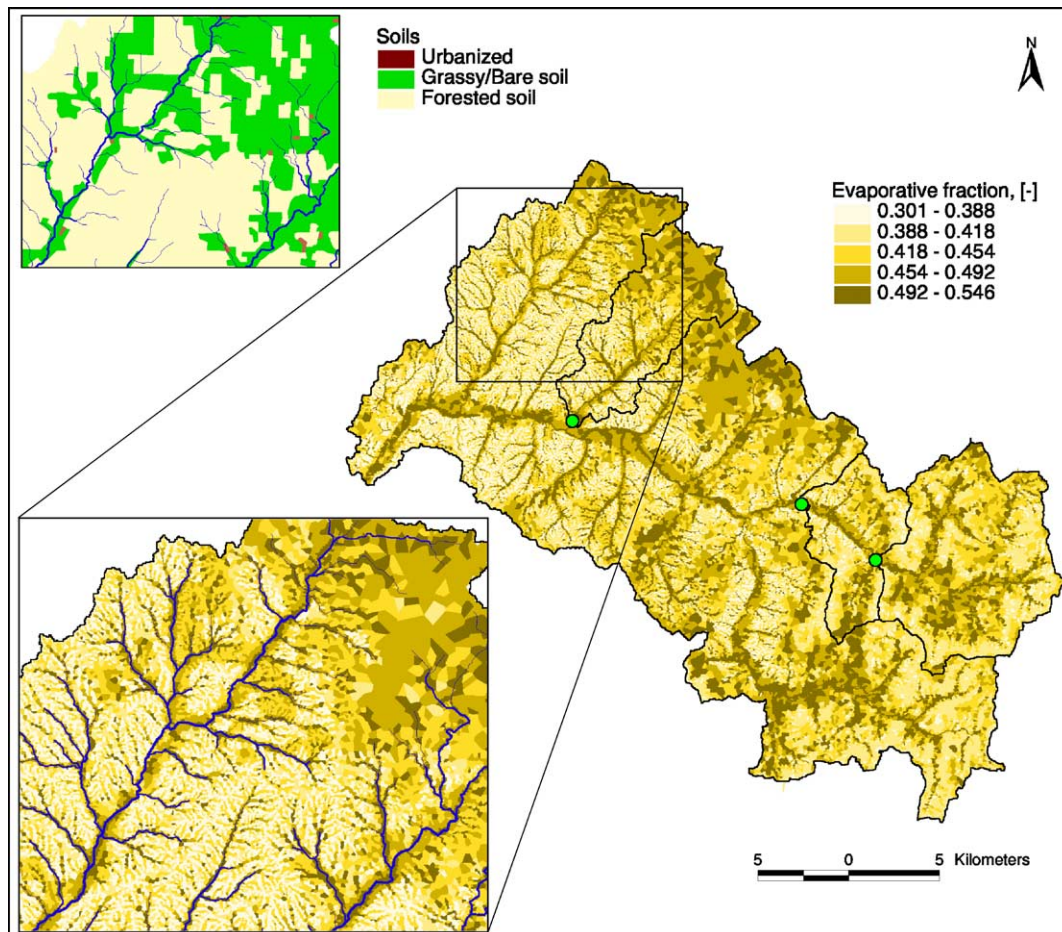 Soils
Urbanized
Grassy/Bare soil
Forested soil
N
Evaporative fraction, [-]
0.301 - 0.388
0.388 - 0.418
0.418 - 0.454
0.454 - 0.492
0.492 - 0.546
5 0 5 Kilometers